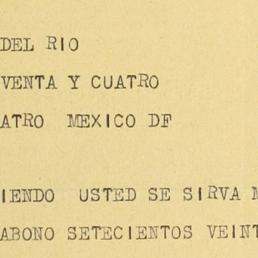 DEL RIO
VENTA Y CUATRO
ATRO MEXICO DF
IENDO USTED SE SIRVA
ABONO SETECIENTOS VEINT